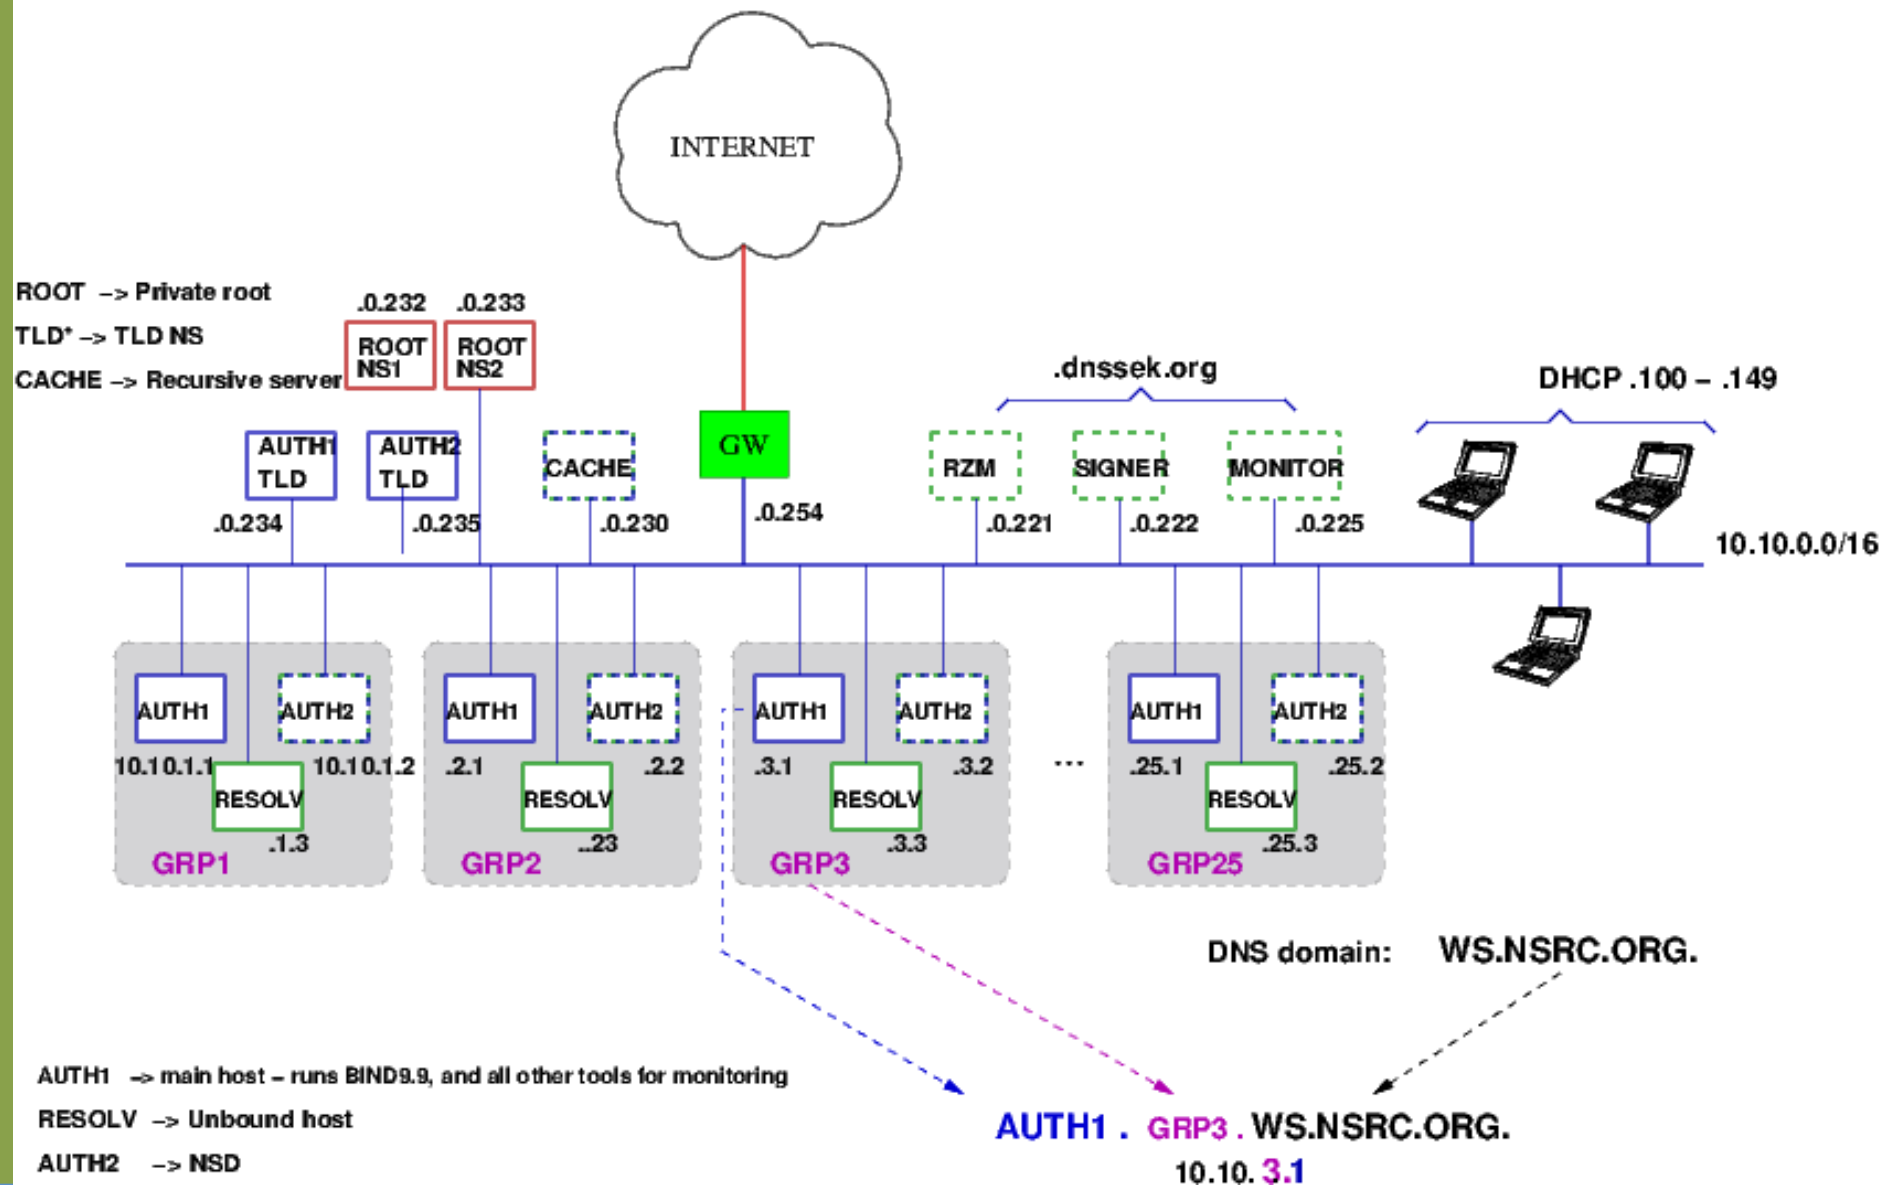 INTERNET
ROOT –> Private root
TLD* –> TLD NS
CACHE –> Recursive server
.0.232
.0.233
ROOT
NS1
ROOT
NS2
.dnssek.org
DHCP .100 – .149
AUTH1
TLD
AUTH2
TLD
CACHE
GW
RZM
SIGNER
MONITOR
.0.234
.0.235
.0.230
.0.254
.0.221
.0.222
.0.225
10.10.0.0/16
AUTH1
AUTH2
10.10.1.1
10.10.1.2
RESOLV
.1.3
GRP1
AUTH1
AUTH2
.2.1
.2.2
RESOLV
..23
GRP2
AUTH1
AUTH2
.3.1
.3.2
RESOLV
.3.3
GRP3
...
AUTH1
AUTH2
.25.1
.25.2
RESOLV
.25.3
GRP25
DNS domain: WS.NSRC.ORG.
AUTH1 –> main host – runs BIND9.9, and all other tools for monitoring
RESOLV –> Unbound host
AUTH2 –> NSD
AUTH1 . GRP3 . WS.NSRC.ORG.
10.10. 3.1